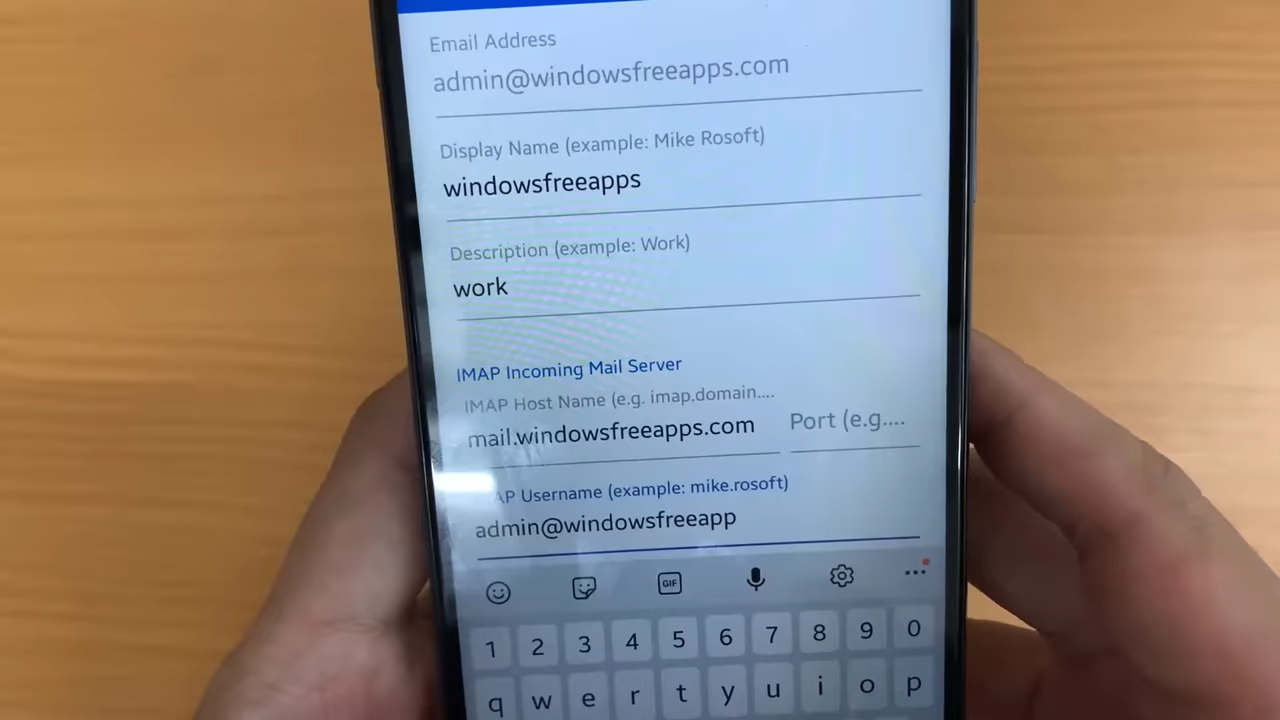 Email Address
admin@windowsfreeapps.com
Display Name (example: Mike Rosoft)
windowsfreeapps
Description (example: Work)
work
IMAP Incoming Mail Server
IMAP Host Name (e.g. imap.domain....
mail.windowsfreeapps.com Port (e.g....
AP Username (example: mike.rosoft)
admin@windowsfreeapp
GIF
1 2 3 4 5 6 7 8 9 0
q w e r t y u i o p